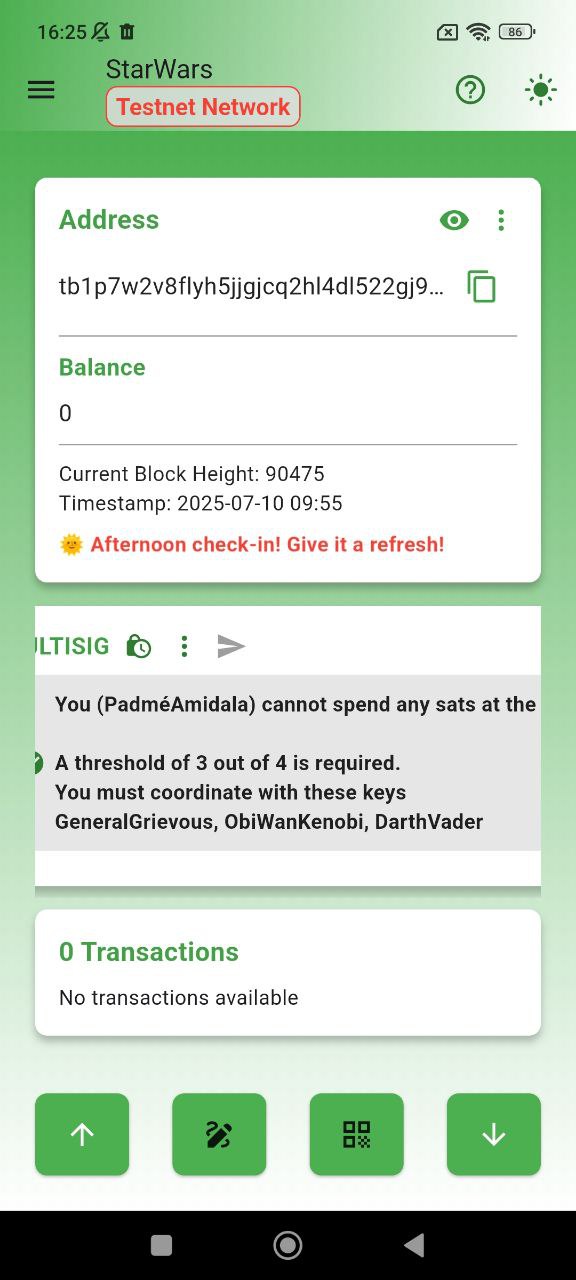 16:25
86
StarWars
Testnet Network
Address
tb1p7w2v8flyh5jjgjcq2hl4dl522gj9...
Balance
0
Current Block Height: 90475
Timestamp: 2025-07-10 09:55
🌞 Afternoon check-in! Give it a refresh!
ULTISIG
You (PadméAmidala) cannot spend any sats at the
A threshold of 3 out of 4 is required.
You must coordinate with these keys
GeneralGrievous, ObiWanKenobi, DarthVader
0 Transactions
No transactions available